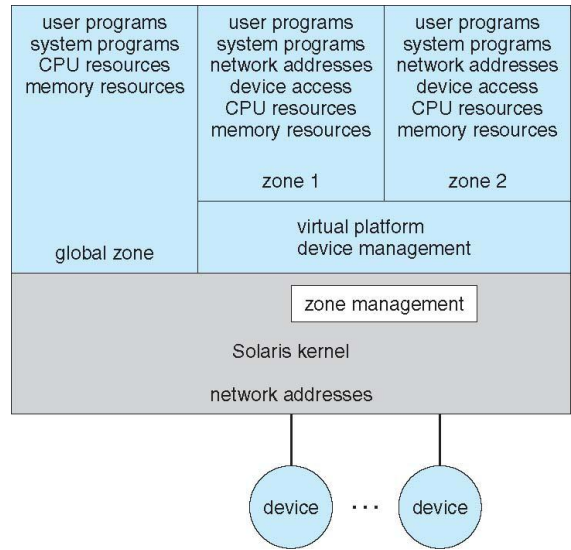 user programs
system programs
CPU resources
memory resources
global zone
user programs
system programs
network addresses
device access
CPU resources
memory resources
zone 1
user programs
system programs
network addresses
device access
CPU resources
memory resources
zone 2
virtual platform
device management
zone management
Solaris kernel
network addresses
device
...
device